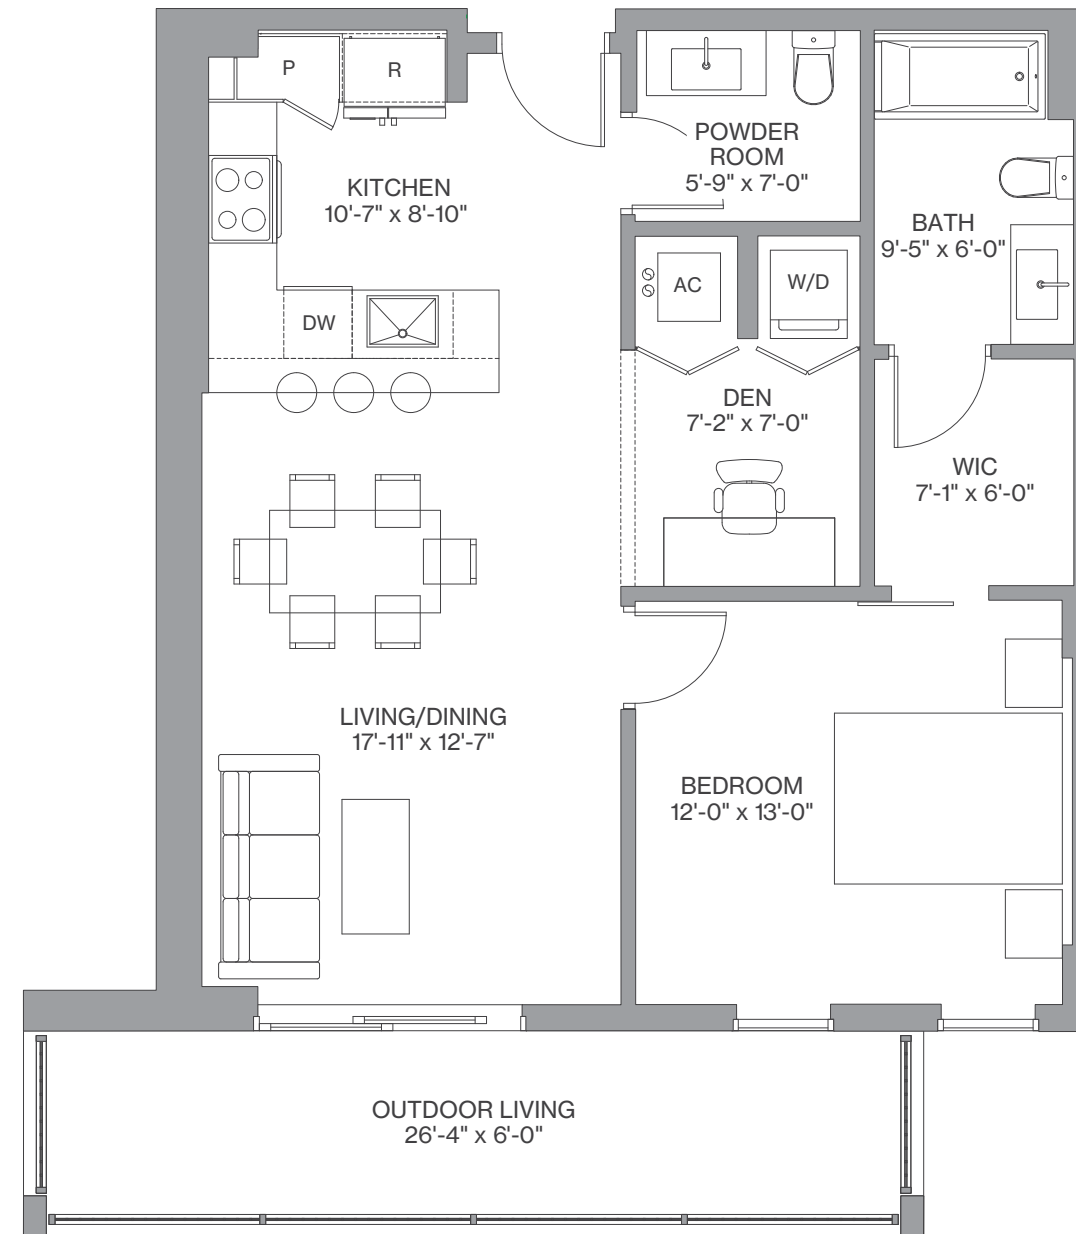 P
R
KITCHEN
10'-7" x 8'-10"
POWDER
ROOM
5'-9" x 7'-0"
BATH
9'-5" x 6'-0"
AC
W/D
DW
DEN
7'-2" x 7'-0"
WIC
7'-1" x 6'-0"
LIVING/DINING
17'-11" x 12'-7"
BEDROOM
12'-0" x 13'-0"
OUTDOOR LIVING
26'-4" x 6'-0"